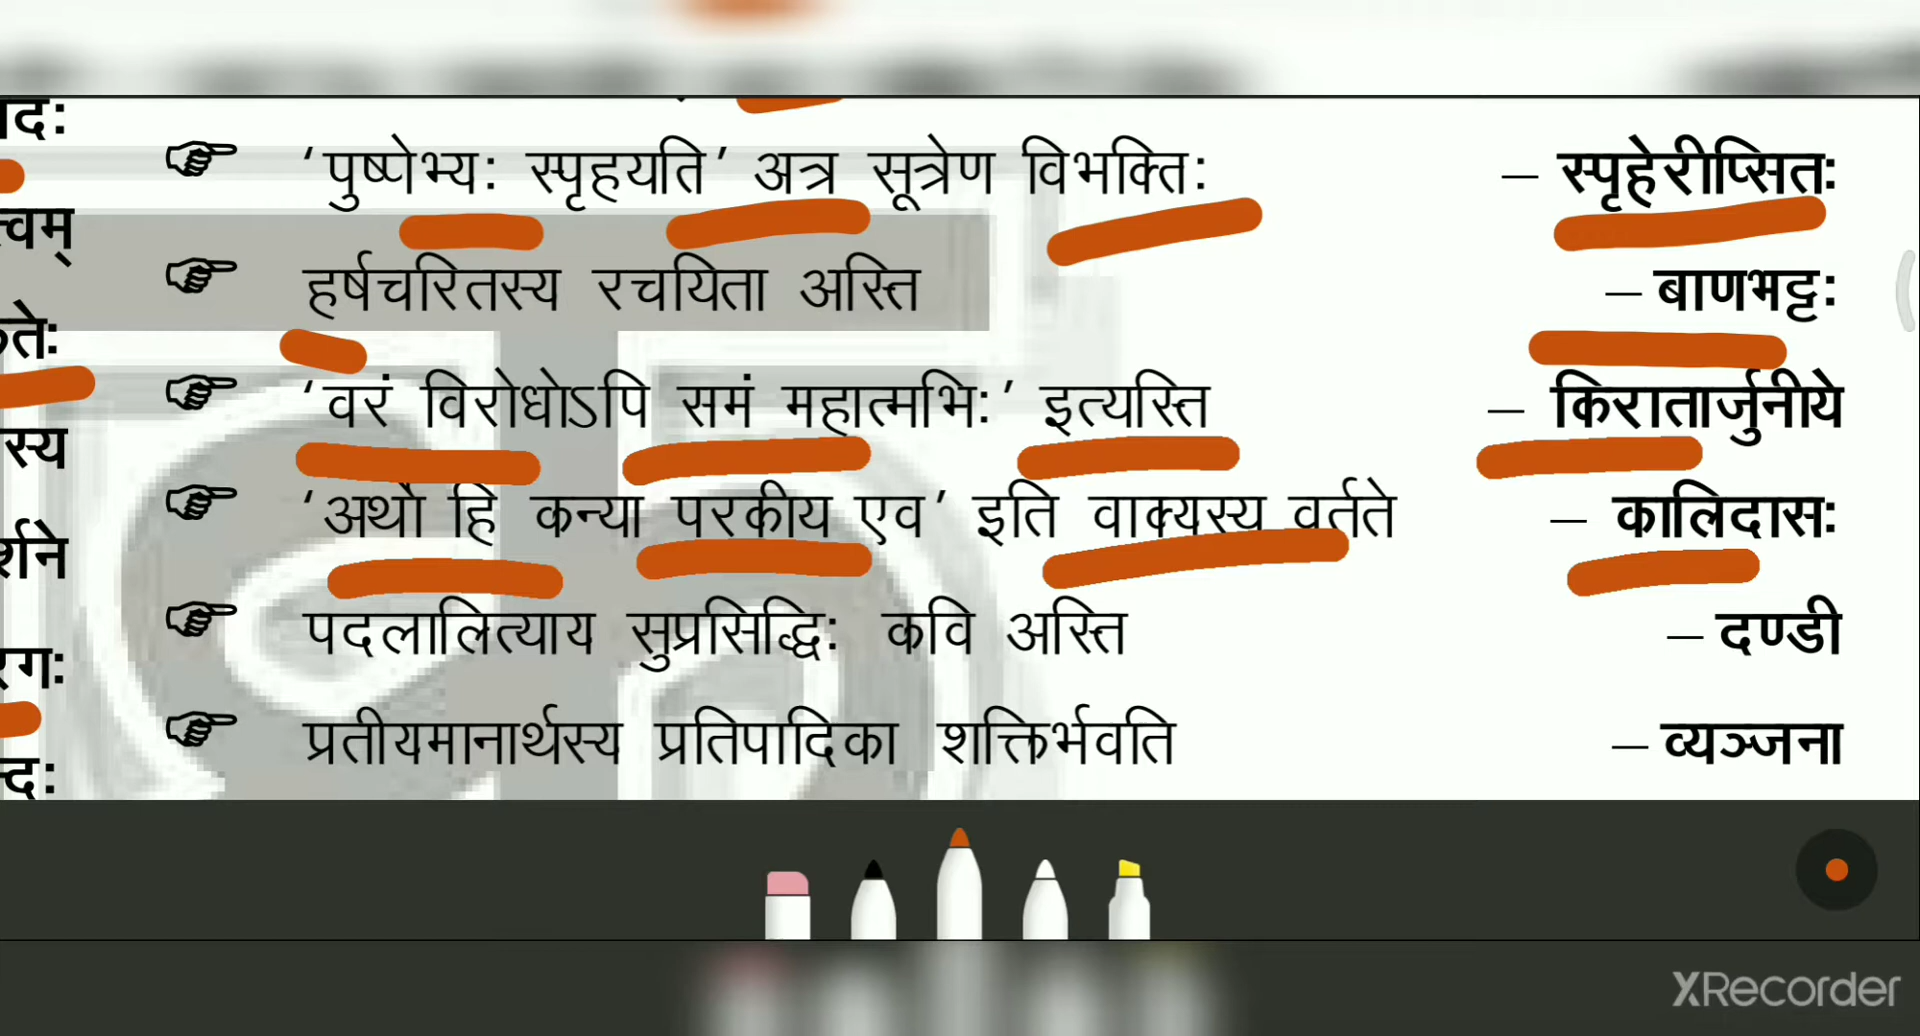 ‘पुष्पेभ्यः स्पृहयति’ अत्र सूत्रेण विभक्तिः – स्पृहेरीप्सितः
हर्षचरितस्य रचयिता अस्ति – बाणभट्टः
‘वरं विरोधोऽपि समं महात्मभिः’ इत्यस्ति – किरातार्जुनीये
‘अर्थो हि कन्या परकीय एव’ इति वाक्यस्य वर्तते – कालिदासः
पदलालित्याय सुप्रसिद्धिः कवि अस्ति – दण्डी
प्रतीयमानार्थस्य प्रतिपादिका शक्तिर्भवति – व्यञ्जना
XRecorder